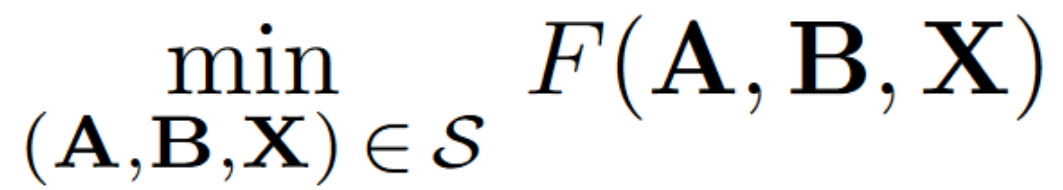 min F(𝐀, 𝐁, 𝐗)
(𝐀,𝐁,𝐗) ∈ 𝒮